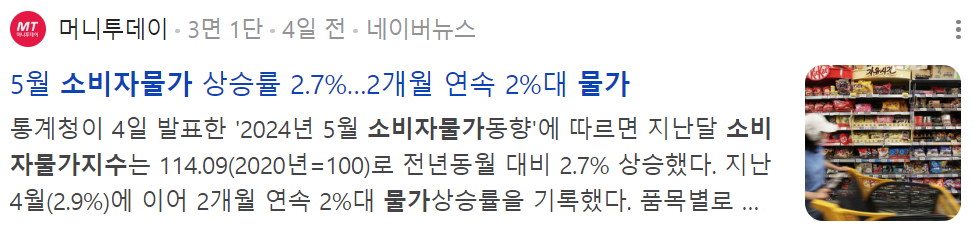 MT 머니투데이 · 3면 1단 · 4일 전 · 네이버뉴스
5월 소비자물가 상승률 2.7%...2개월 연속 2%대 물가
통계청이 4일 발표한 '2024년 5월 소비자물가동향'에 따르면 지난달 소비
자물가지수는 114.09(2020년=100)로 전년동월 대비 2.7% 상승했다. 지난
4월(2.9%)에 이어 2개월 연속 2%대 물가상승률을 기록했다. 품목별로 ...